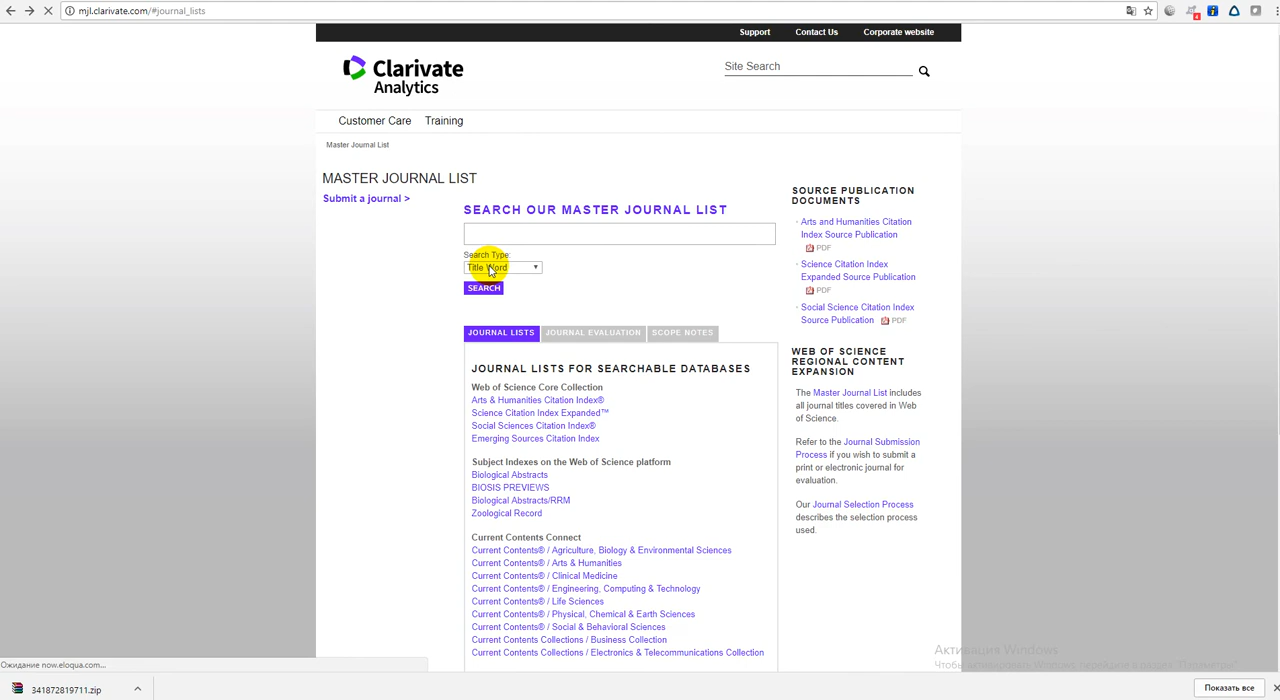 mjl.clarivate.com/#journal_lists
Support
Contact Us
Corporate website
Clarivate
Analytics
Site Search
Customer Care
Training
Master Journal List
MASTER JOURNAL LIST
Submit a journal >
SEARCH OUR MASTER JOURNAL LIST
Search Type:
Title Word
SEARCH
JOURNAL LISTS
JOURNAL EVALUATION
SCOPE NOTES
JOURNAL LISTS FOR SEARCHABLE DATABASES
Web of Science Core Collection
Arts & Humanities Citation Index®
Science Citation Index Expanded™
Social Sciences Citation Index®
Emerging Sources Citation Index
Subject Indexes on the Web of Science platform
Biological Abstracts
BIOSIS PREVIEWS
Biological Abstracts/RRM
Zoological Record
Current Contents Connect
Current Contents® / Agriculture, Biology & Environmental Sciences
Current Contents® / Arts & Humanities
Current Contents® / Clinical Medicine
Current Contents® / Engineering, Computing & Technology
Current Contents® / Life Sciences
Current Contents® / Physical, Chemical & Earth Sciences
Current Contents® / Social & Behavioral Sciences
Current Contents Collections / Business Collection
Current Contents Collections / Electronics & Telecommunications Collection
SOURCE PUBLICATION
DOCUMENTS
Arts and Humanities Citation
Index Source Publication
PDF
Science Citation Index
Expanded Source Publication
PDF
Social Science Citation Index
Source Publication PDF
WEB OF SCIENCE
REGIONAL CONTENT
EXPANSION
The Master Journal List includes
all journal titles covered in Web
of Science.
Refer to the Journal Submission
Process if you wish to submit a
print or electronic journal for
evaluation.
Our Journal Selection Process
describes the selection process
used.
Активация Windows
Чтобы активировать Windows, перейдите в раздел "Параметры".
Ожидание now.eloqua.com...
341872819711.zip
Показать все